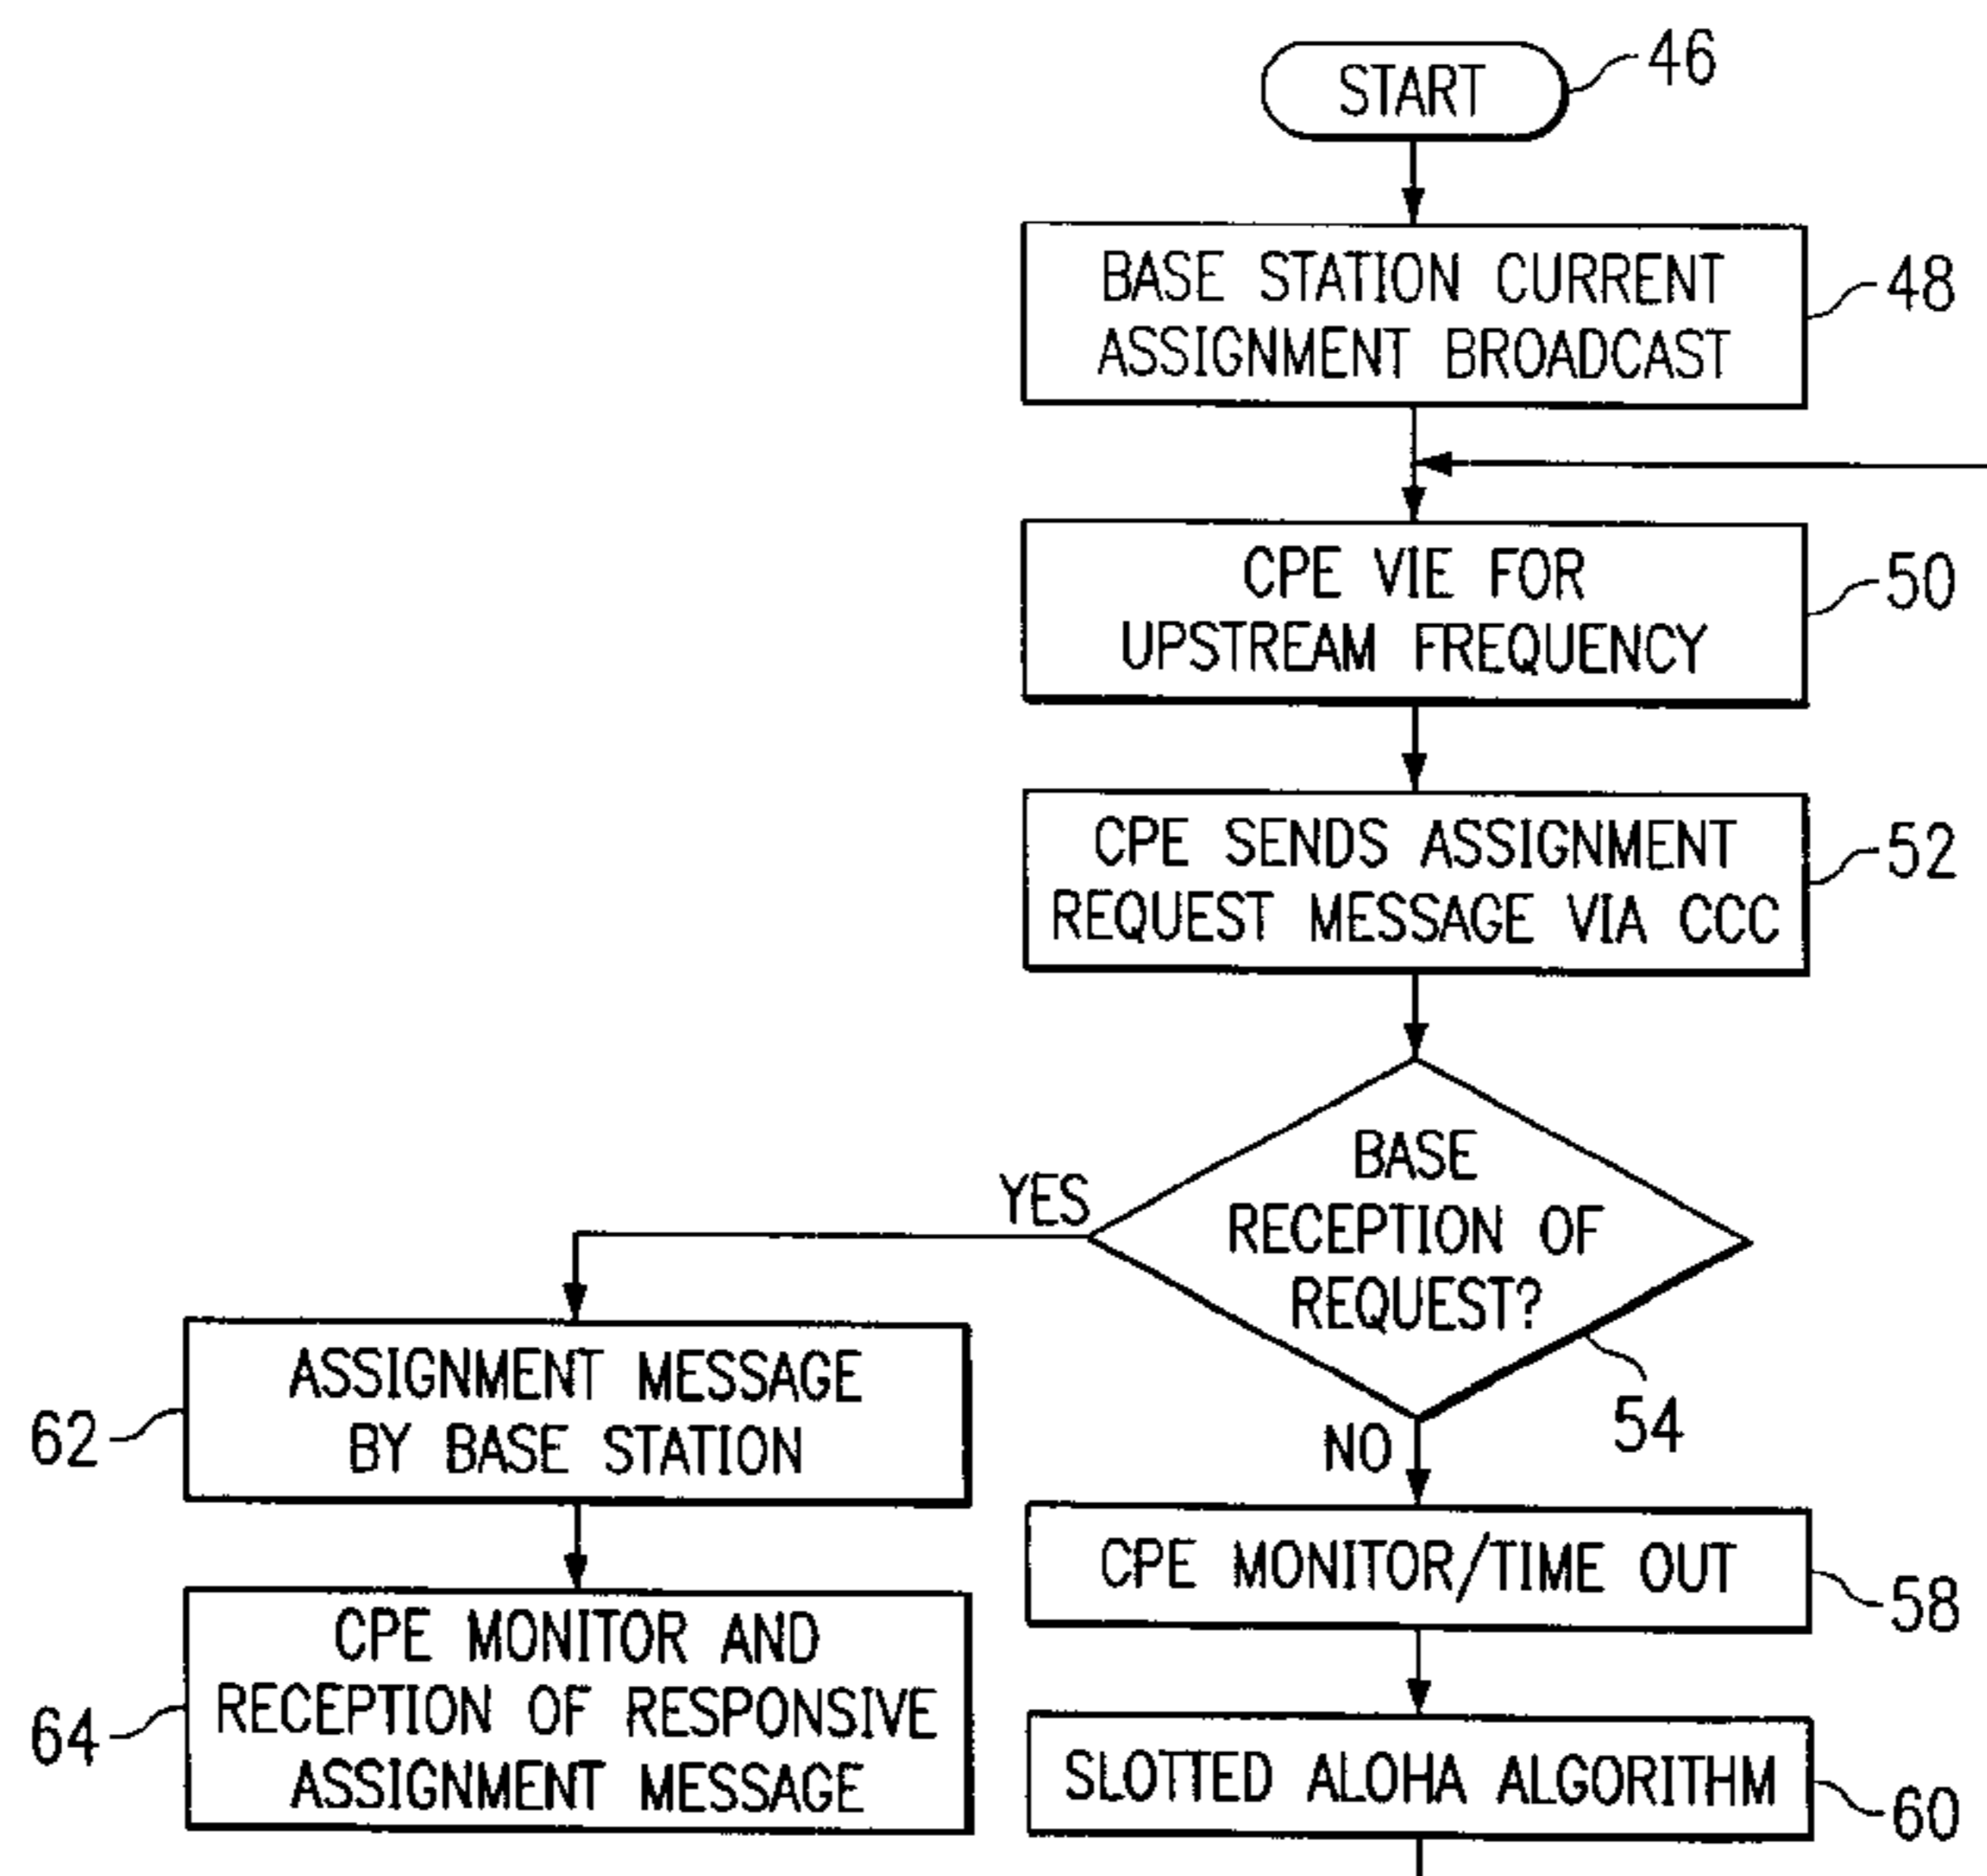 START
46
BASE STATION CURRENT
ASSIGNMENT BROADCAST
48
CPE VIE FOR
UPSTREAM FREQUENCY
50
CPE SENDS ASSIGNMENT
REQUEST MESSAGE VIA CCC
52
BASE
RECEPTION OF
REQUEST?
54
YES
NO
ASSIGNMENT MESSAGE
BY BASE STATION
62
CPE MONITOR/TIME OUT
58
CPE MONITOR AND
RECEPTION OF RESPONSIVE
ASSIGNMENT MESSAGE
64
SLOTTED ALOHA ALGORITHM
60